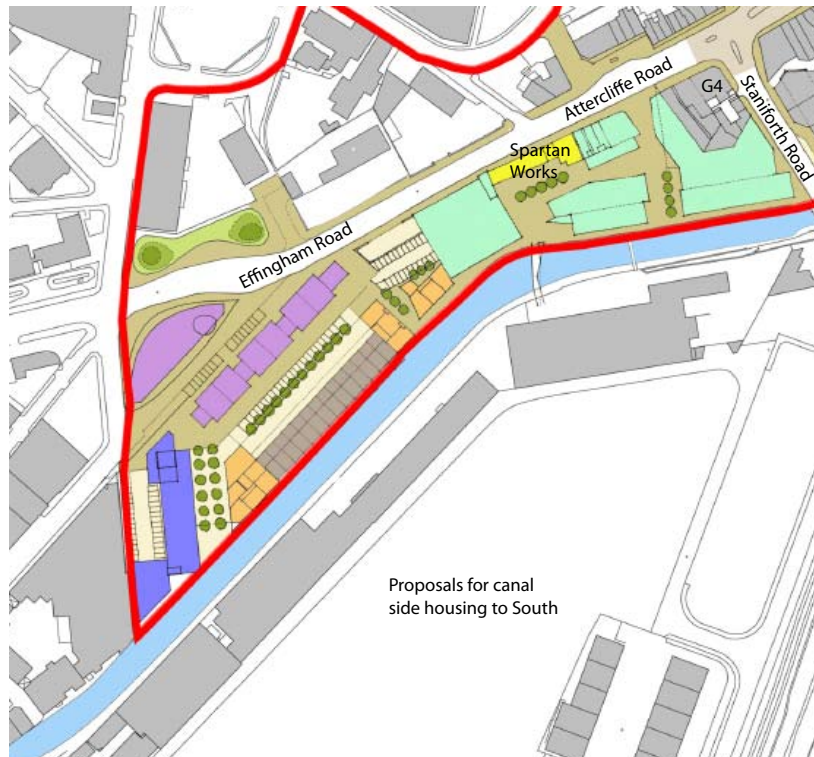 Attercliffe Road
G4
Staniforth Road
Spartan
Works
Effingham Road
Proposals for canal
side housing to South